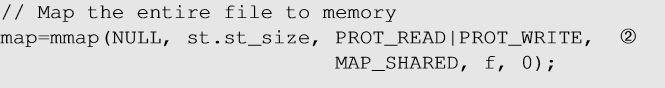 // Map the entire file to memory
map=mmap(NULL, st.st_size, PROT_READ|PROT_WRITE, ②
MAP_SHARED, f, 0);